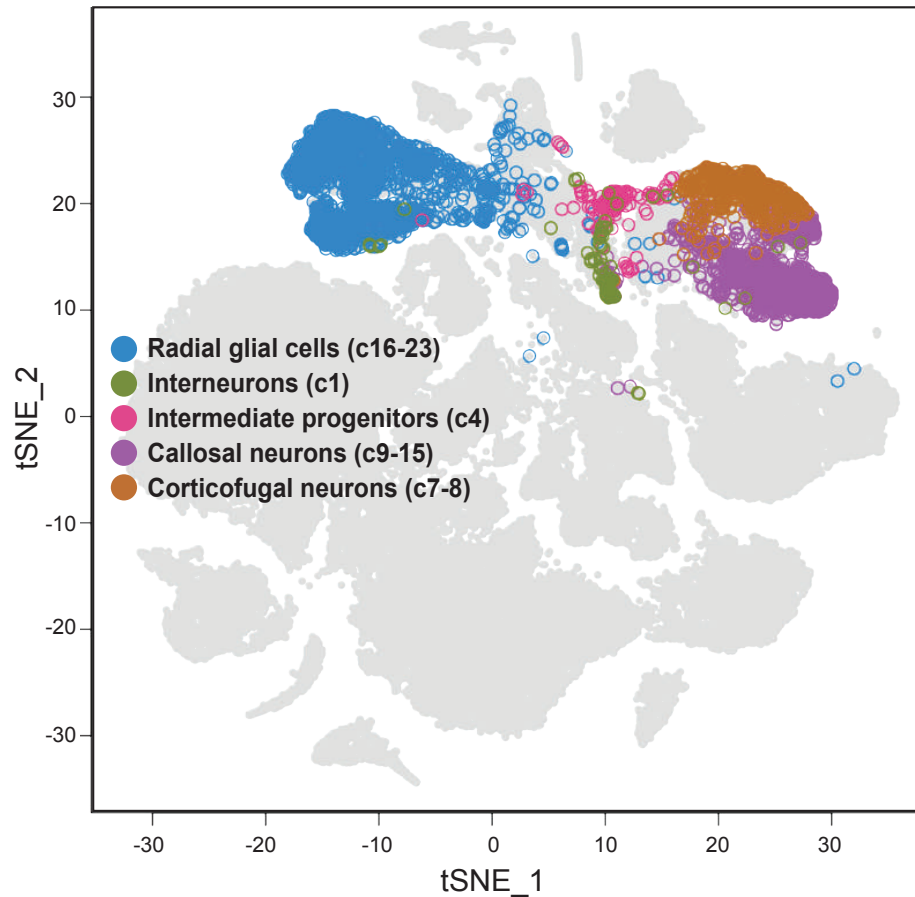 30
20
10
0
-10
-20
-30
tSNE_2
Radial glial cells (c16-23)
Interneurons (c1)
Intermediate progenitors (c4)
Callosal neurons (c9-15)
Corticofugal neurons (c7-8)
-30 -20 -10 0 10 20 30
tSNE_1